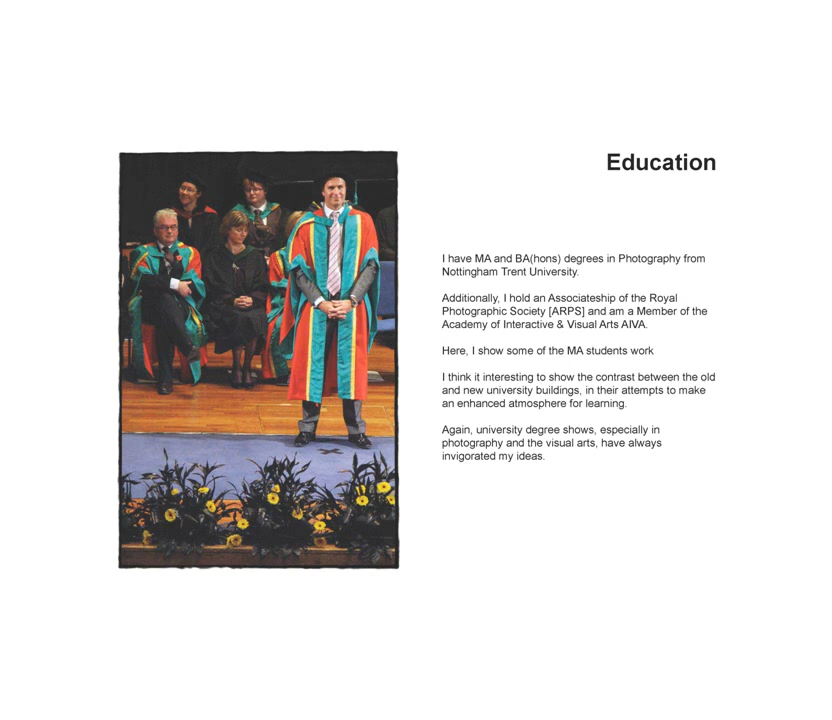 Education
I have MA and BA(hons) degrees in Photography from
Nottingham Trent University.
Additionally, I hold an Associateship of the Royal
Photographic Society [ARPS] and am a Member of the
Academy of Interactive & Visual Arts AIVA.
Here, I show some of the MA students work
I think it interesting to show the contrast between the old
and new university buildings, in their attempts to make
an enhanced atmosphere for learning.
Again, university degree shows, especially in
photography and the visual arts, have always
invigorated my ideas.